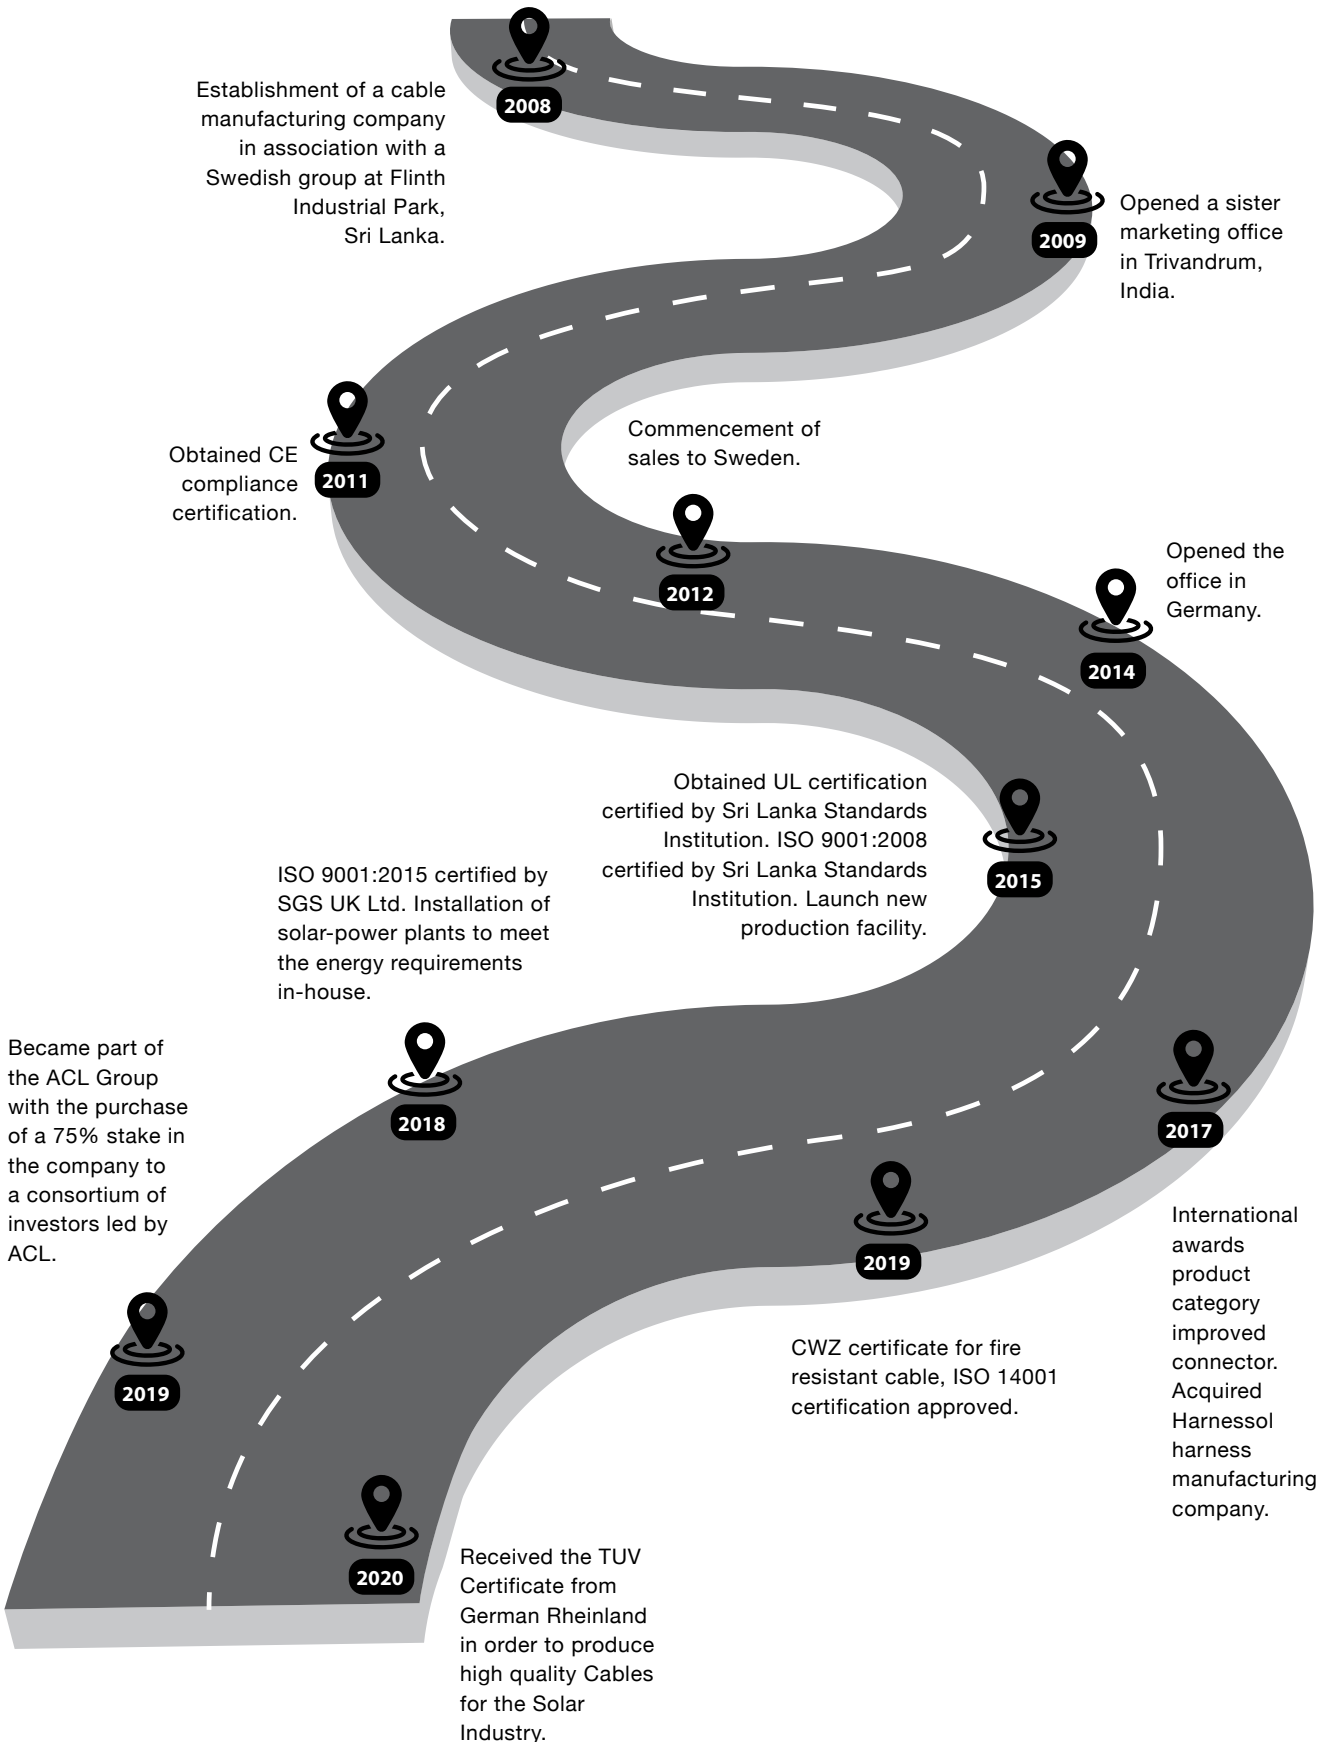 2008
Establishment of a cable
manufacturing company
in association with a
Swedish group at Flinth
Industrial Park,
Sri Lanka.
2009
Opened a sister
marketing office
in Trivandrum,
India.
2011
Obtained CE
compliance
certification.
Commencement of
sales to Sweden.
2012
Opened the
office in
Germany.
2014
Obtained UL certification
certified by Sri Lanka Standards
Institution. ISO 9001:2008
certified by Sri Lanka Standards
Institution. Launch new
production facility.
2015
2017
International
awards
product
category
improved
connector.
Acquired
Harnessol
harness
manufacturing
company.
ISO 9001:2015 certified by
SGS UK Ltd. Installation of
solar-power plants to meet
the energy requirements
in-house.
2018
2019
CWZ certificate for fire
resistant cable, ISO 14001
certification approved.
Became part of
the ACL Group
with the purchase
of a 75% stake in
the company to
a consortium of
investors led by
ACL.
2019
2020
Received the TUV
Certificate from
German Rheinland
in order to produce
high quality Cables
for the Solar
Industry.